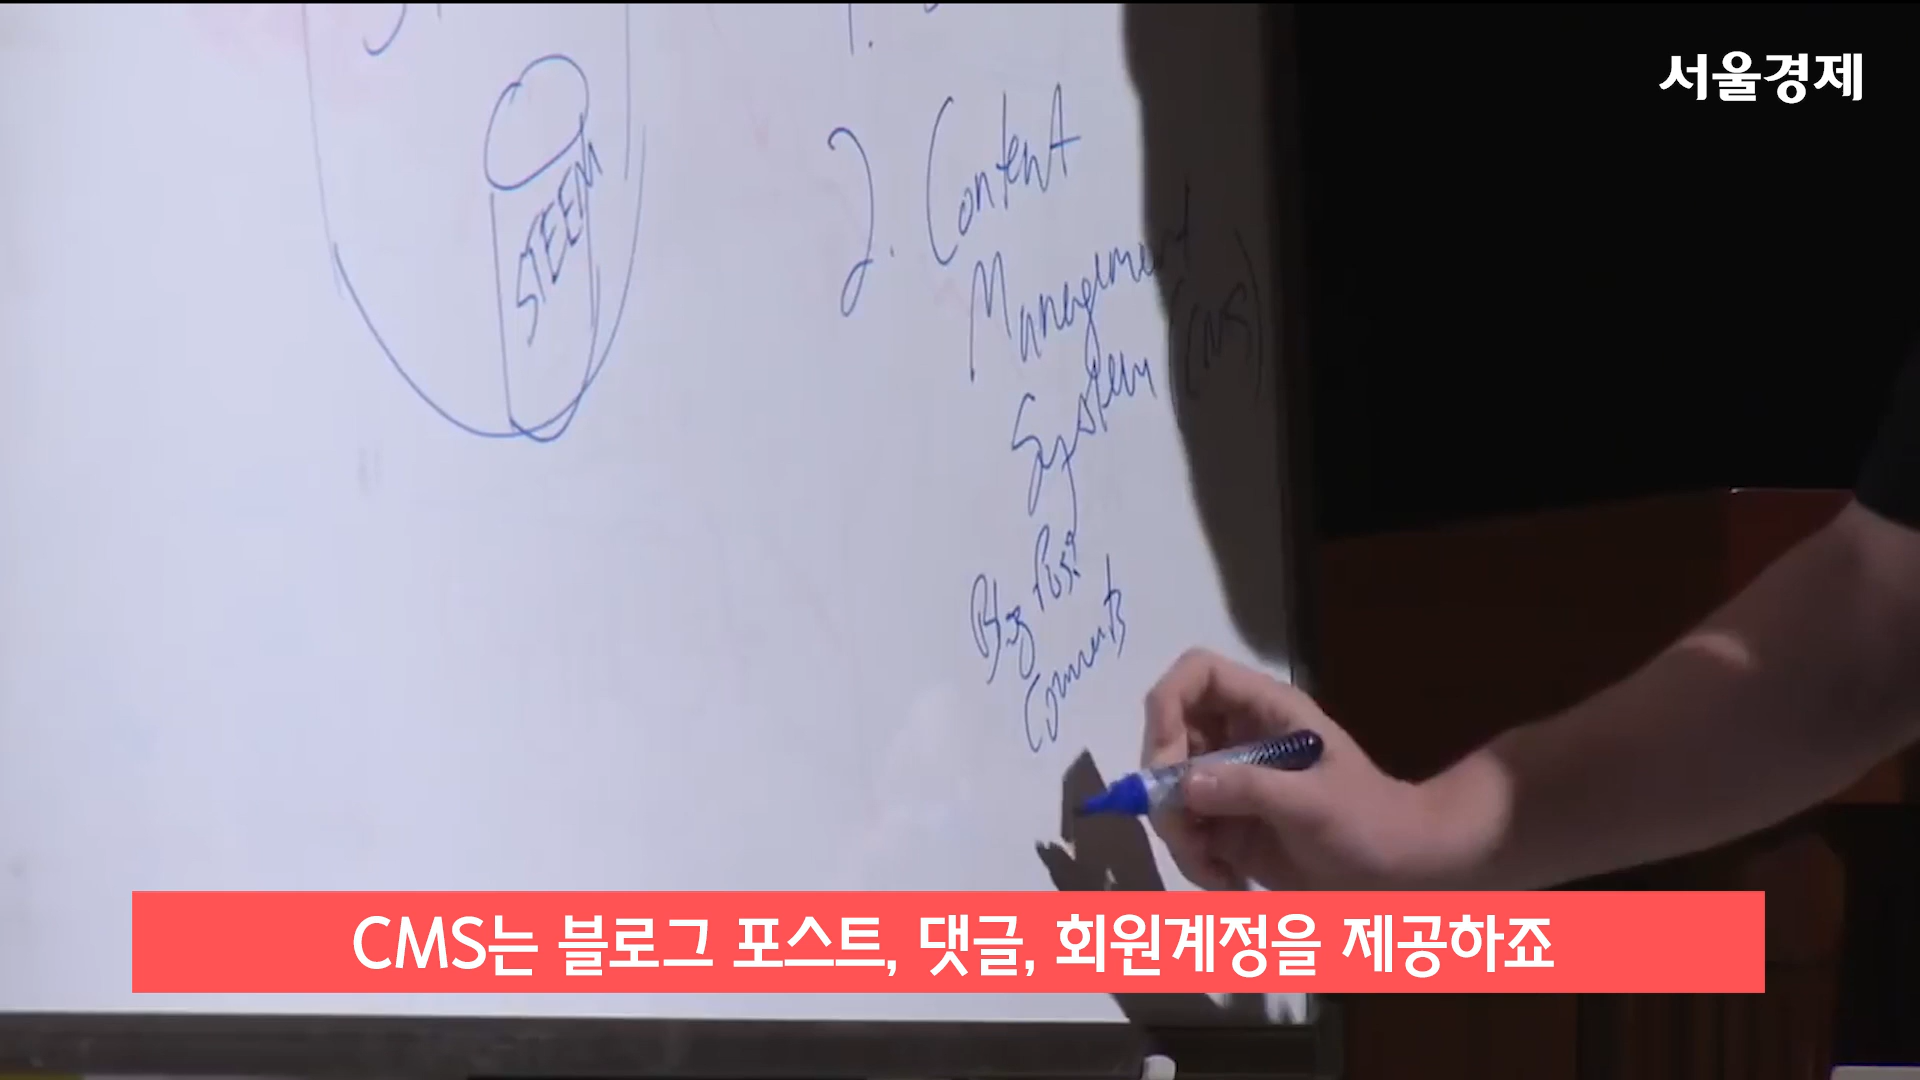 서울경제
STEEM
2. Content
Management
System (CMS)
Blog Post
Comments
CMS는 블로그 포스트, 댓글, 회원계정을 제공하죠